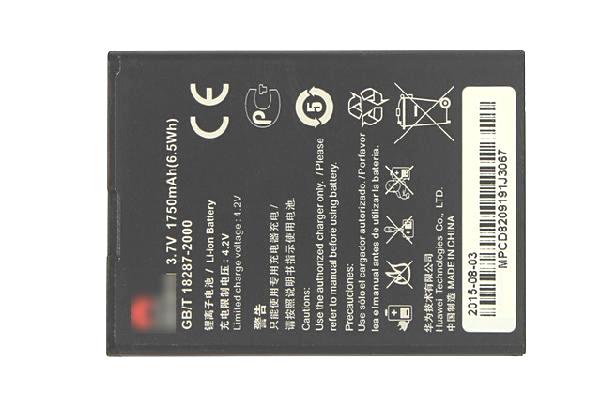 3.7V 1750mAh(6.5Wh)
GB/T 18287-2000
锂离子电池 / Li-ion Battery
充电限制电压:4.2V
Limited charge voltage: 4.2V
警告
只能使用专用充电器充电/
请按照说明书指示使用电池。
Cautions:
Use the authorized charger only. /Please
refer to manual before using battery.
Use sólo el cargador autorizado. /Porfavor
lea el manual antes de usar la batería.
华为技术有限公司
Huawei Technologies Co.,Ltd.
中国制造 MADE IN CHINA
CE
PCT
5
2015-08-03
MPCD8209191J3067